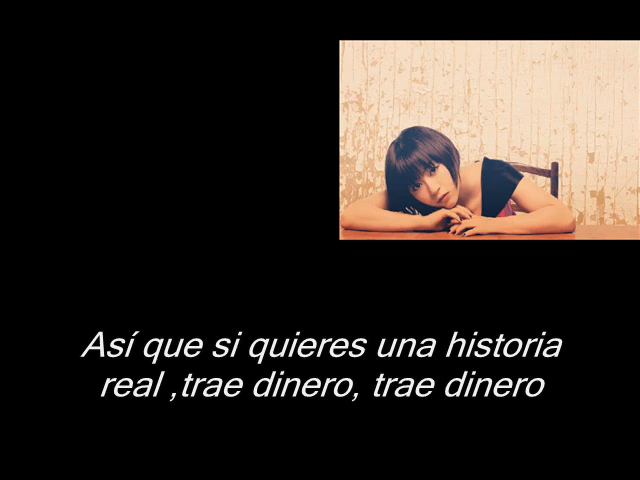 Así que si quieres una historia
real ,trae dinero, trae dinero